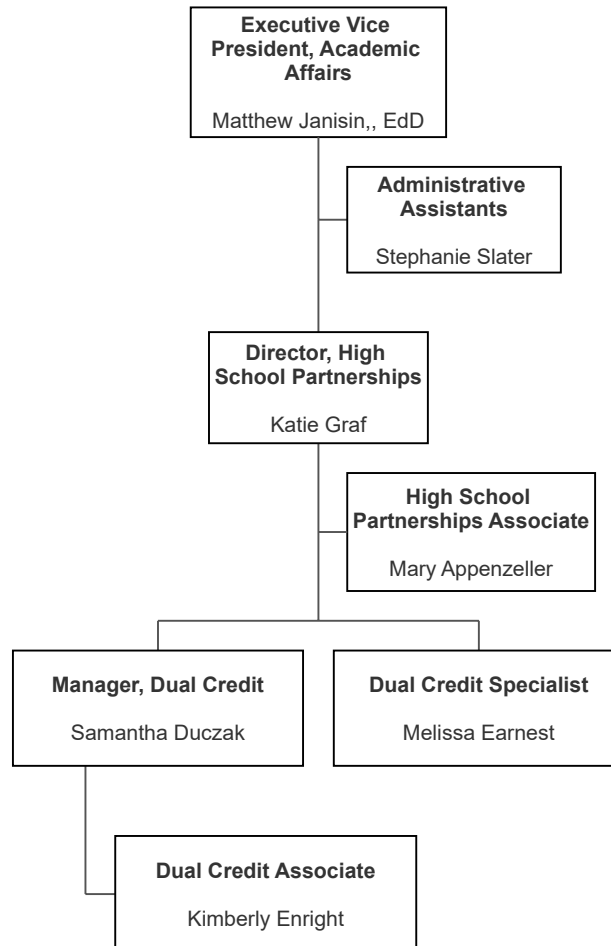 Executive Vice
President, Academic
Affairs
Matthew Janisin,, EdD
Administrative
Assistants
Stephanie Slater
Director, High
School Partnerships
Katie Graf
High School
Partnerships Associate
Mary Appenzeller
Manager, Dual Credit
Samantha Duczak
Dual Credit Specialist
Melissa Earnest
Dual Credit Associate
Kimberly Enright